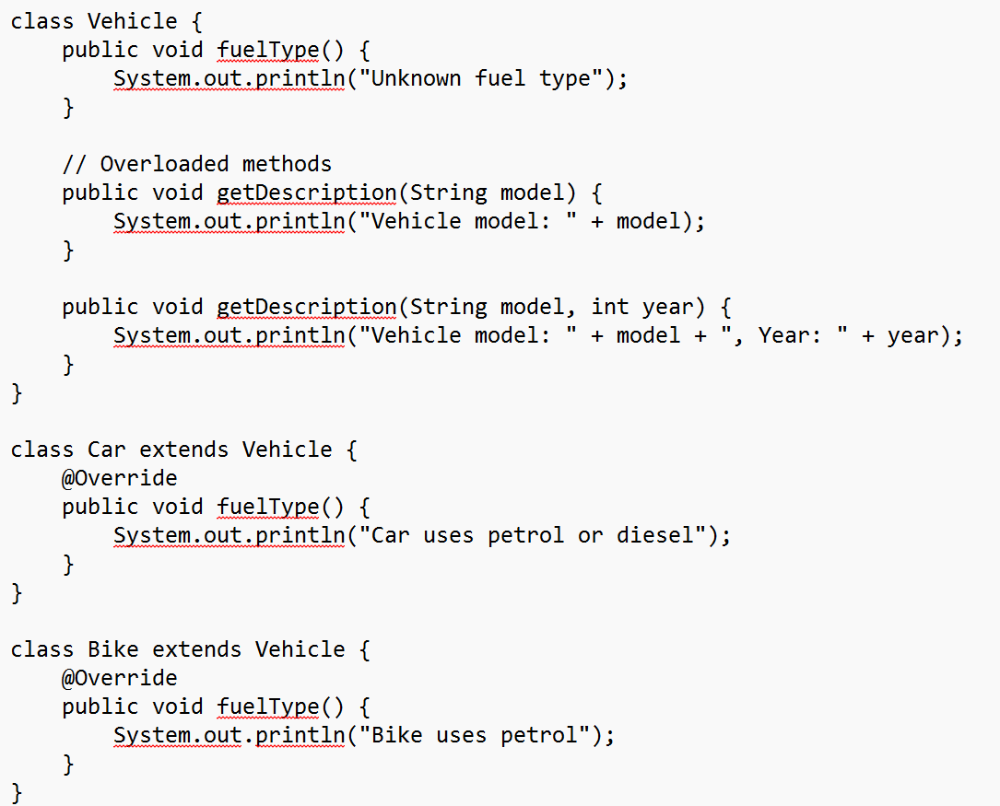 class Vehicle {
    public void fuelType() {
        System.out.println("Unknown fuel type");
    }

    // Overloaded methods
    public void getDescription(String model) {
        System.out.println("Vehicle model: " + model);
    }

    public void getDescription(String model, int year) {
        System.out.println("Vehicle model: " + model + ", Year: " + year);
    }
}

class Car extends Vehicle {
    @Override
    public void fuelType() {
        System.out.println("Car uses petrol or diesel");
    }
}

class Bike extends Vehicle {
    @Override
    public void fuelType() {
        System.out.println("Bike uses petrol");
    }
}